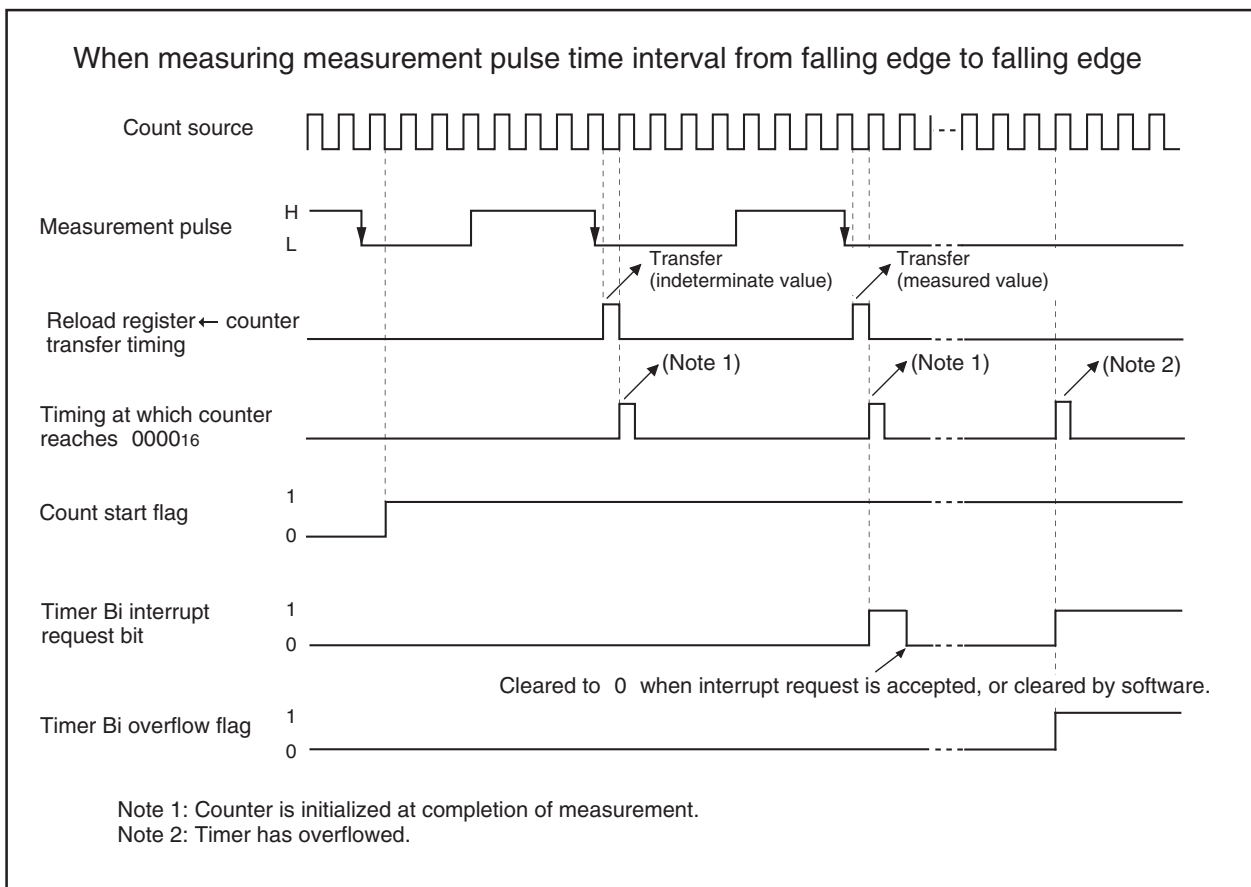 When measuring measurement pulse time interval from falling edge to falling edge
Count source
Measurement pulse
H
L
Transfer
(indeterminate value)
Transfer
(measured value)
Reload register ← counter
transfer timing
(Note 1)
(Note 1)
(Note 2)
Timing at which counter
reaches 000016
Count start flag
1
0
Timer Bi interrupt
request bit
1
0
Cleared to 0 when interrupt request is accepted, or cleared by software.
Timer Bi overflow flag
1
0
Note 1: Counter is initialized at completion of measurement.
Note 2: Timer has overflowed.